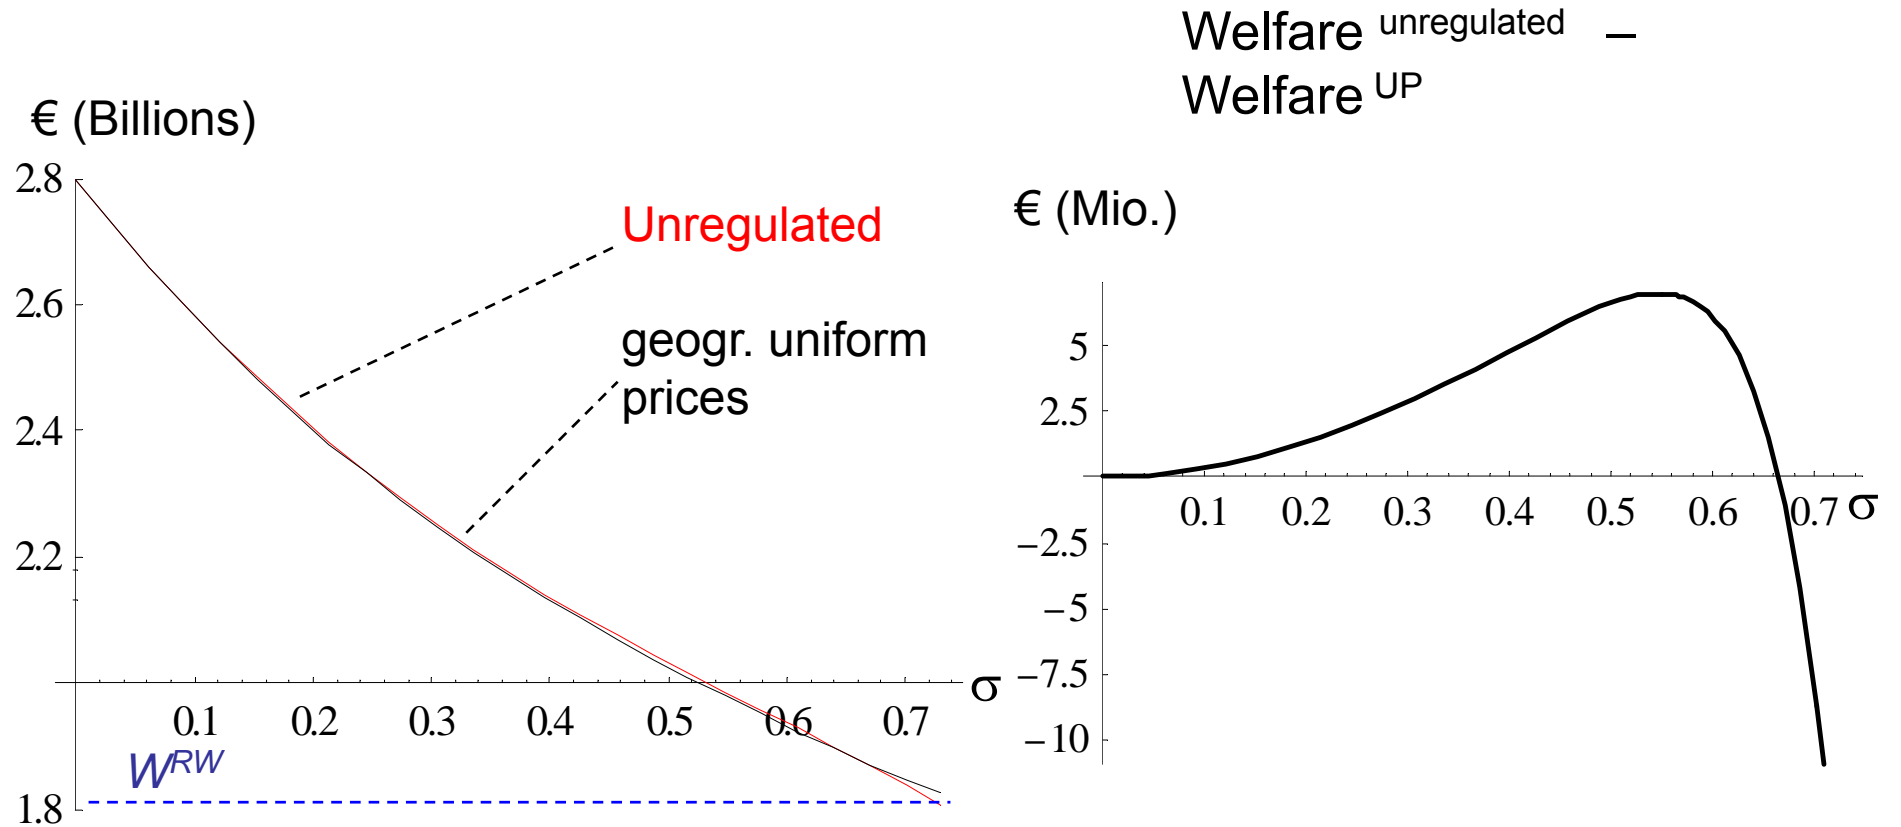 Welfare unregulated –
Welfare UP
€ (Billions)
2.8
2.6
2.4
2.2
1.8
Unregulated
geogr. uniform
prices
0.1 0.2 0.3 0.4 0.5 0.6 0.7 σ
W^RW
€ (Mio.)
5
2.5
0.1 0.2 0.3 0.4 0.5 0.6 0.7 σ
−2.5
−5
−7.5
−10